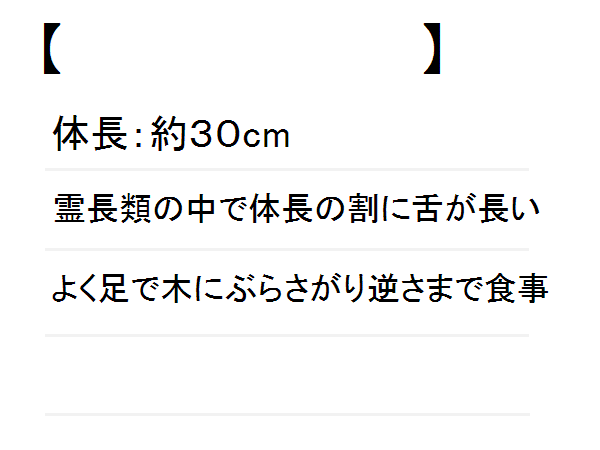 【　　　　　　　　　】
体長：約３０cm
霊長類の中で体長の割に舌が長い
よく足で木にぶらさがり逆さまで食事